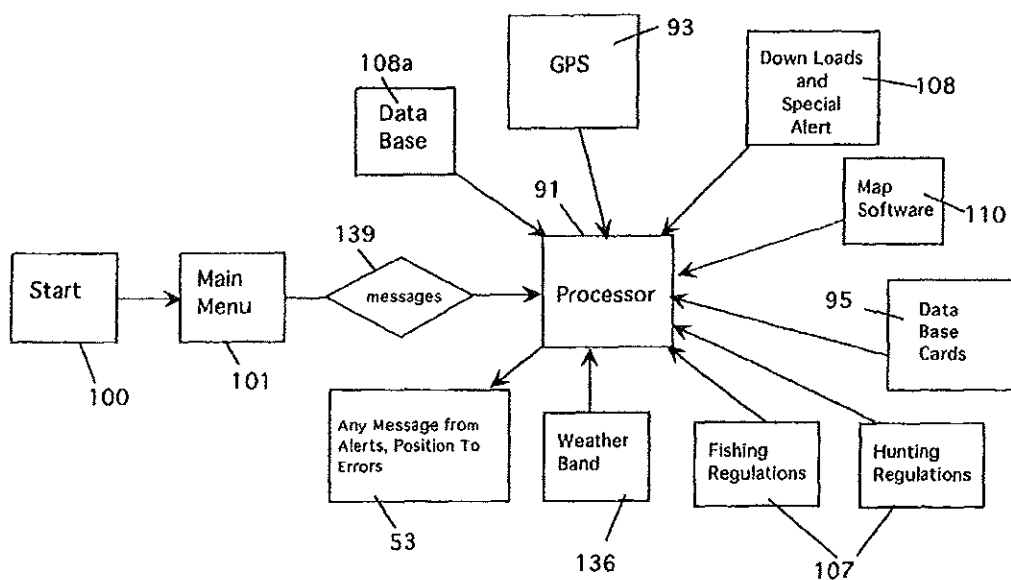 93
108a
GPS
Down Loads
and
Special
Alert
108
Data
Base
91
Map
Software
110
139
Start
Main
Menu
messages
Processor
95
Data
Base
Cards
100
101
Any Message from
Alerts, Position To
Errors
Weather
Band
Fishing
Regulations
Hunting
Regulations
53
136
107